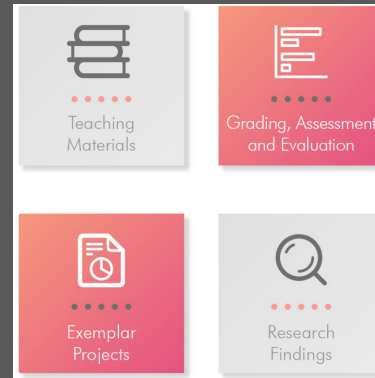 Teaching
Materials
Grading, Assessment
and Evaluation
Exemplar
Projects
Research
Findings